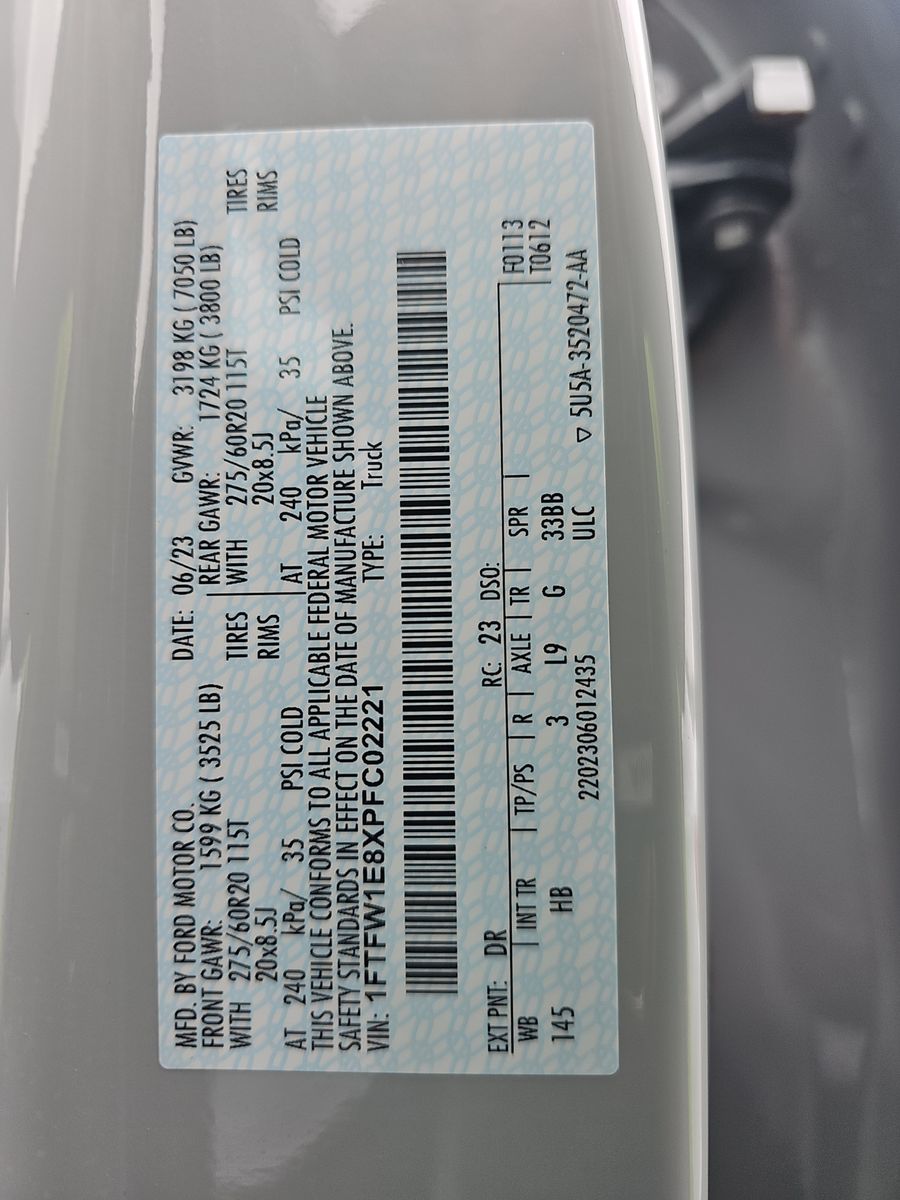 MFD. BY FORD MOTOR CO. DATE: 06/23 GVWR: 3198 KG ( 7050 LB)
FRONT GAWR: 1599 KG ( 3525 LB) REAR GAWR: 1724 KG ( 3800 LB)
WITH 275/60R20 115T TIRES WITH 275/60R20 115T TIRES
20x8.5J RIMS 20x8.5J RIMS
AT 240 kPa/ 35 PSI COLD AT 240 kPa/ 35 PSI COLD
THIS VEHICLE CONFORMS TO ALL APPLICABLE FEDERAL MOTOR VEHICLE
SAFETY STANDARDS IN EFFECT ON THE DATE OF MANUFACTURE SHOWN ABOVE.
VIN: 1FTFW1E8XPFC02221 TYPE: Truck
EXT PNT: DR RC: 23 DSO: F0113
WB | INT TR | TP/PS | R | AXLE | TR | SPR | T0612
145 HB 3 L9 G 33BB
2202306012435 ULC ▽ 5U5A-3520472-AA